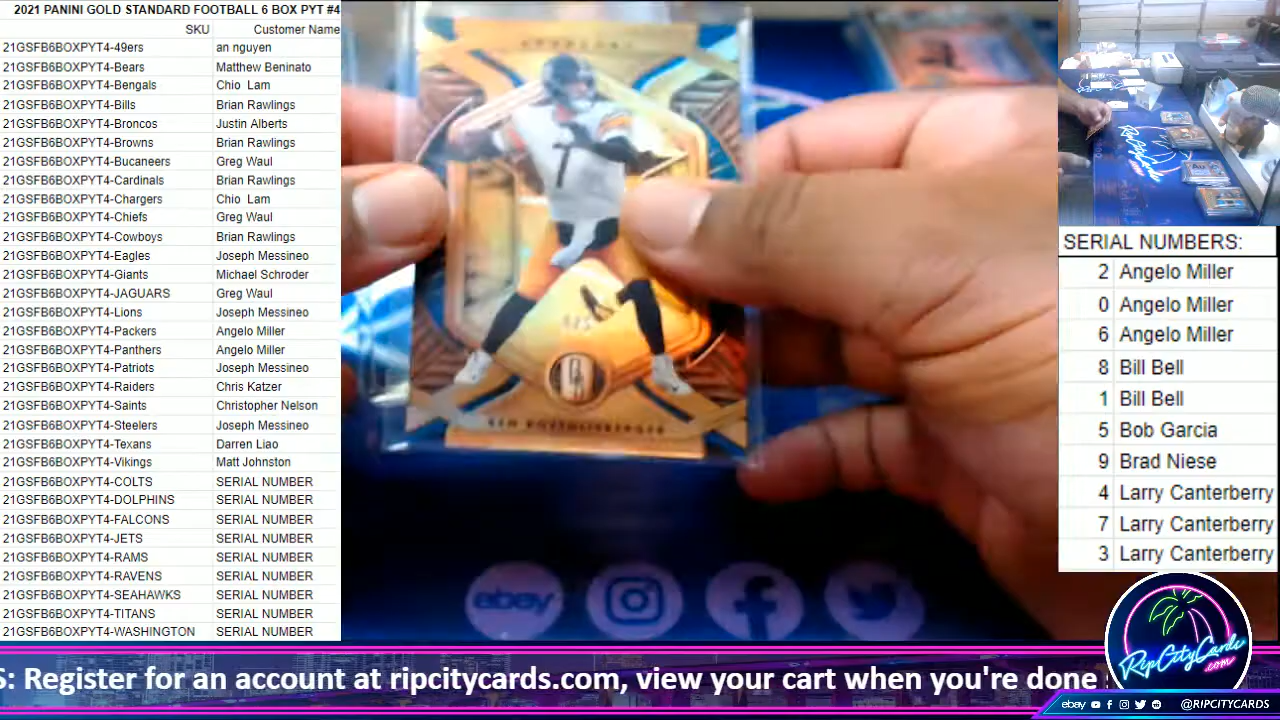 2021 PANINI GOLD STANDARD FOOTBALL 6 BOX PYT #4
SKU Customer Name
21GSFB6BOXPYT4-49ers an nguyen
21GSFB6BOXPYT4-Bears Matthew Beninato
21GSFB6BOXPYT4-Bengals Chio Lam
21GSFB6BOXPYT4-Bills Brian Rawlings
21GSFB6BOXPYT4-Broncos Justin Alberts
21GSFB6BOXPYT4-Browns Brian Rawlings
21GSFB6BOXPYT4-Bucaneers Greg Waul
21GSFB6BOXPYT4-Cardinals Brian Rawlings
21GSFB6BOXPYT4-Chargers Chio Lam
21GSFB6BOXPYT4-Chiefs Greg Waul
21GSFB6BOXPYT4-Cowboys Brian Rawlings
21GSFB6BOXPYT4-Eagles Joseph Messineo
21GSFB6BOXPYT4-Giants Michael Schroder
21GSFB6BOXPYT4-JAGUARS Greg Waul
21GSFB6BOXPYT4-Lions Joseph Messineo
21GSFB6BOXPYT4-Packers Angelo Miller
21GSFB6BOXPYT4-Panthers Angelo Miller
21GSFB6BOXPYT4-Patriots Joseph Messineo
21GSFB6BOXPYT4-Raiders Chris Katzer
21GSFB6BOXPYT4-Saints Christopher Nelson
21GSFB6BOXPYT4-Steelers Joseph Messineo
21GSFB6BOXPYT4-Texans Darren Liao
21GSFB6BOXPYT4-Vikings Matt Johnston
21GSFB6BOXPYT4-COLTS SERIAL NUMBER
21GSFB6BOXPYT4-DOLPHINS SERIAL NUMBER
21GSFB6BOXPYT4-FALCONS SERIAL NUMBER
21GSFB6BOXPYT4-JETS SERIAL NUMBER
21GSFB6BOXPYT4-RAMS SERIAL NUMBER
21GSFB6BOXPYT4-RAVENS SERIAL NUMBER
21GSFB6BOXPYT4-SEAHAWKS SERIAL NUMBER
21GSFB6BOXPYT4-TITANS SERIAL NUMBER
21GSFB6BOXPYT4-WASHINGTON SERIAL NUMBER
7
BEN ROETHLISBERGER
ebay
RipCityCards
SERIAL NUMBERS:
2 Angelo Miller
0 Angelo Miller
6 Angelo Miller
8 Bill Bell
1 Bill Bell
5 Bob Garcia
9 Brad Niese
4 Larry Canterberry
7 Larry Canterberry
3 Larry Canterberry
RipCityCards
.com
S: Register for an account at ripcitycards.com, view your cart when you're done
ebay @RIPCITYCARDS